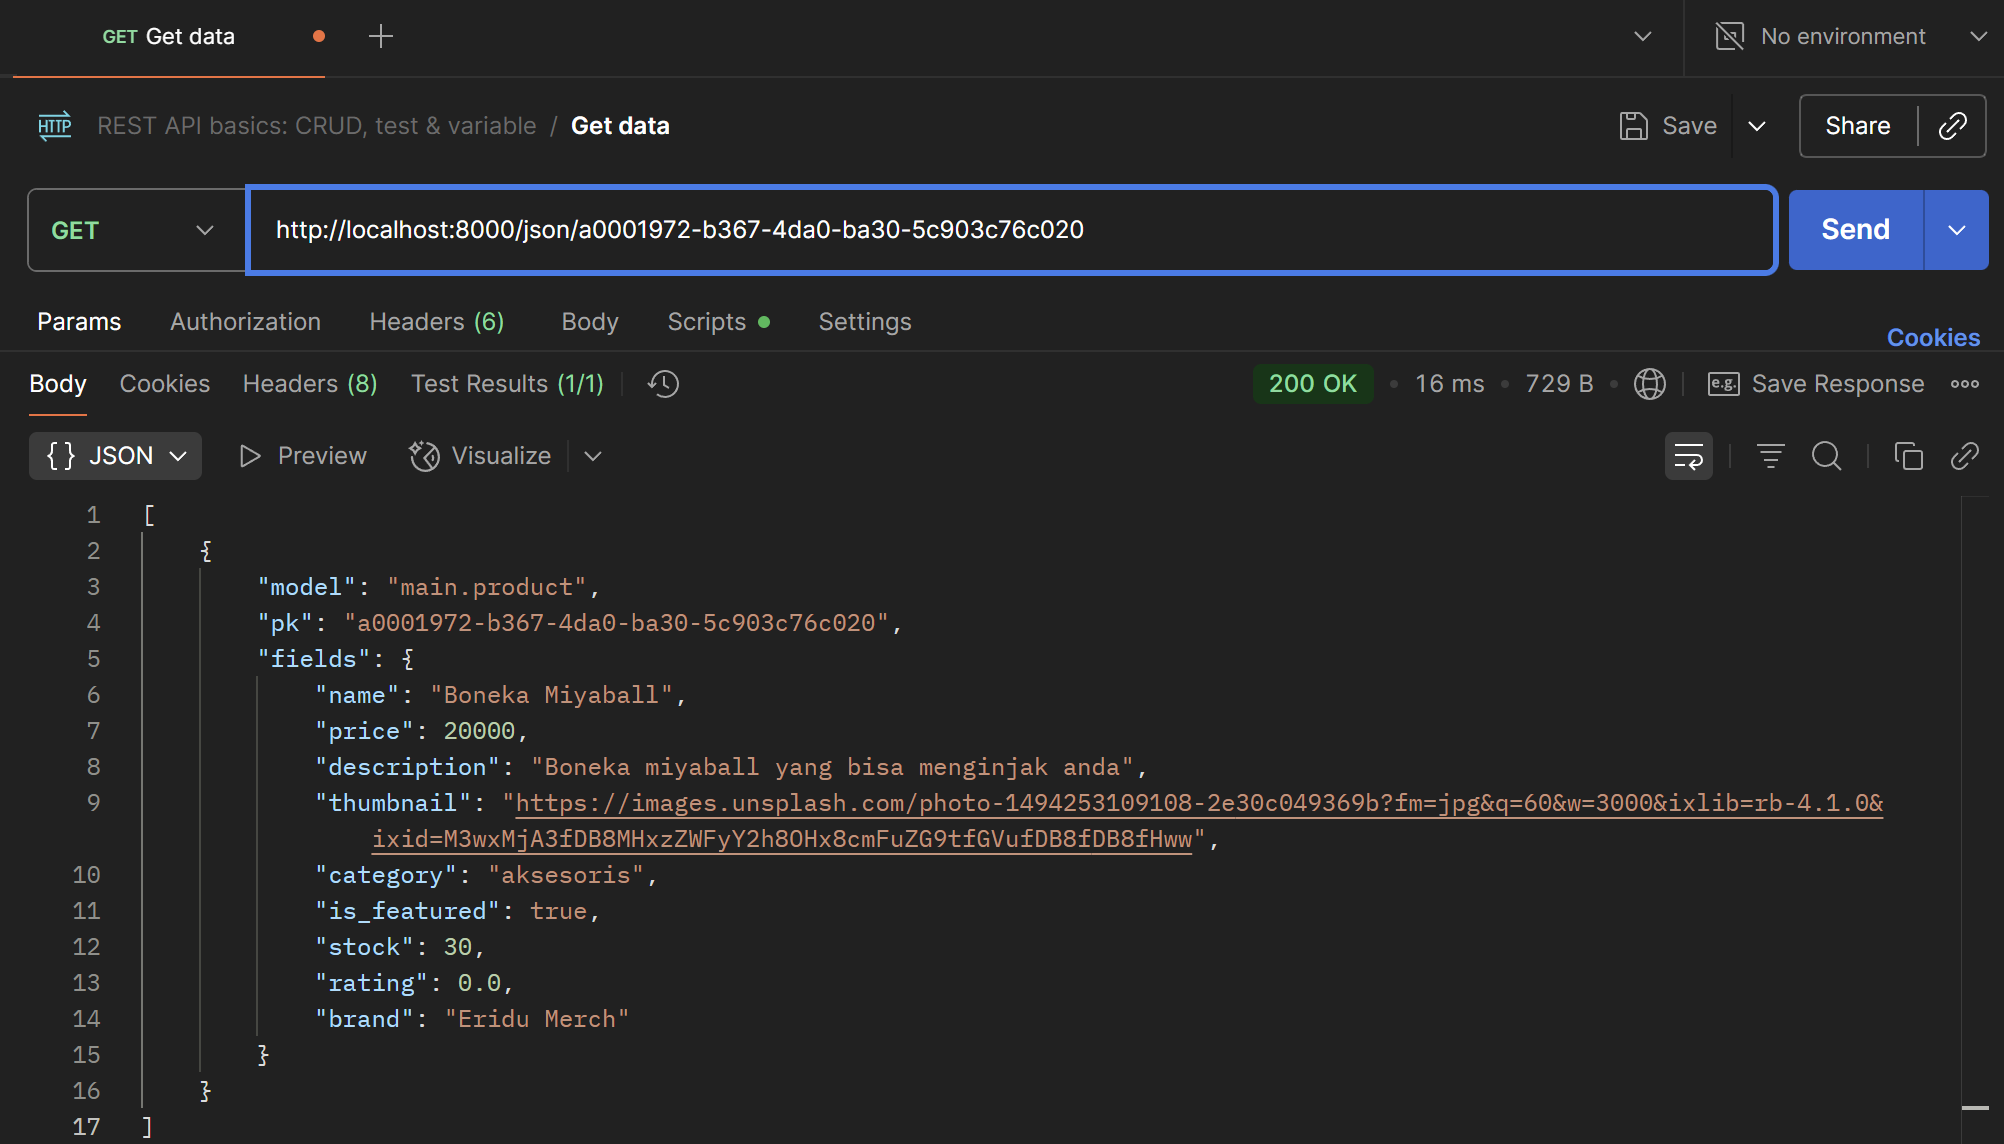 GET Get data
No environment
HTTP REST API basics: CRUD, test & variable / Get data
Save
Share
GET
http://localhost:8000/json/a0001972-b367-4da0-ba30-5c903c76c020
Send
Params Authorization Headers (6) Body Scripts Settings
Cookies
Body Cookies Headers (8) Test Results (1/1)
200 OK • 16 ms • 729 B • e.g. Save Response
{} JSON Preview Visualize
1 [
2 {
3 "model": "main.product",
4 "pk": "a0001972-b367-4da0-ba30-5c903c76c020",
5 "fields": {
6 "name": "Boneka Miyaball",
7 "price": 20000,
8 "description": "Boneka miyaball yang bisa menginjak anda",
9 "thumbnail": "https://images.unsplash.com/photo-1494253109108-2e30c049369b?fm=jpg&q=60&w=3000&ixlib=rb-4.1.0&
ixid=M3wxMjA3fDB8MHxzZWFyY2h8OHx8cmFuZG9tfGVufDB8fDB8fHww",
10 "category": "aksesoris",
11 "is_featured": true,
12 "stock": 30,
13 "rating": 0.0,
14 "brand": "Eridu Merch"
15 }
16 }
17 ]